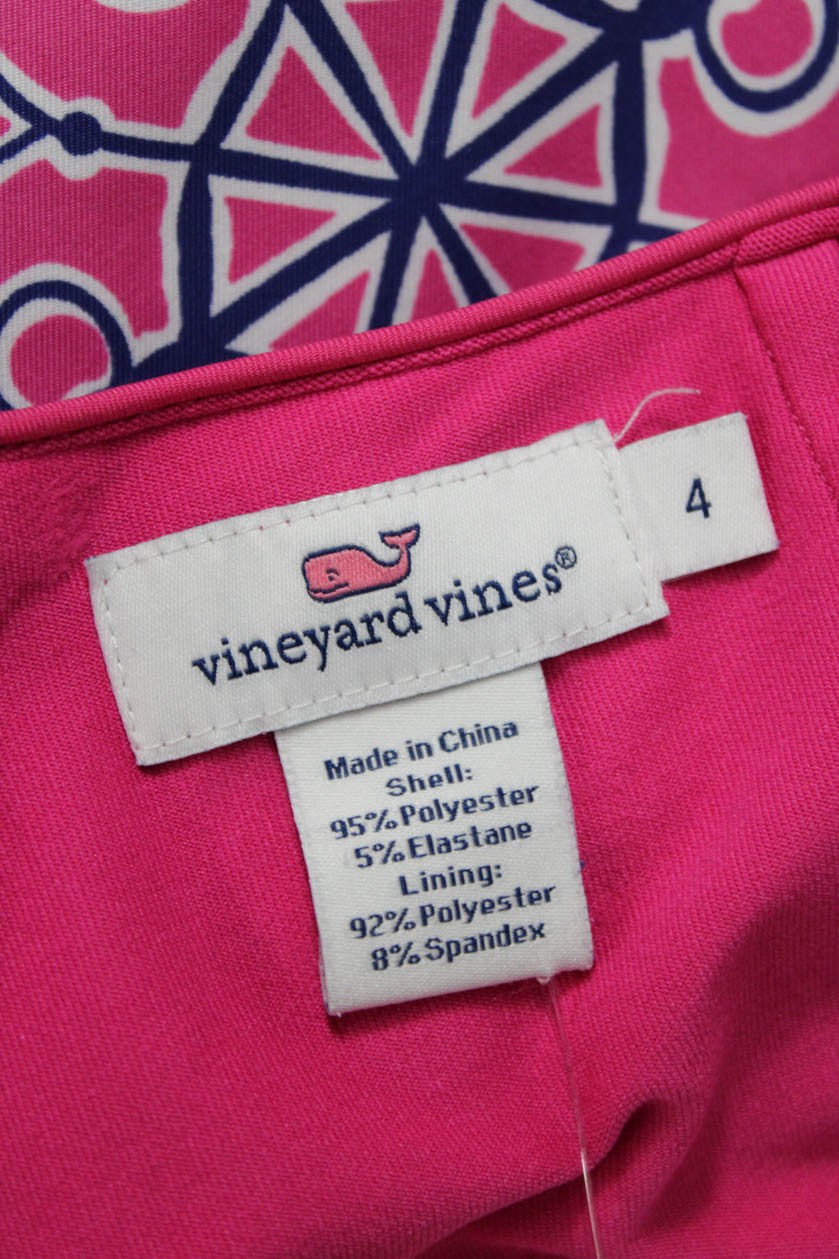 vineyard vines®
4
Made in China
Shell:
95% Polyester
5% Elastane
Lining:
92% Polyester
8% Spandex